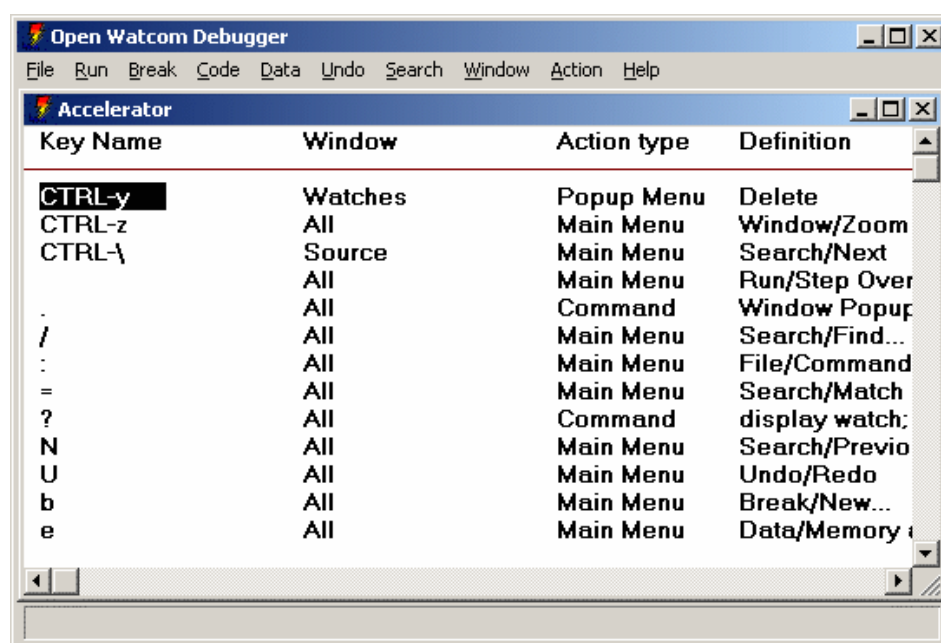 Open Watcom Debugger
File Run Break Code Data Undo Search Window Action Help
Accelerator
Key Name Window Action type Definition
CTRL-y Watches Popup Menu Delete
CTRL-z All Main Menu Window/Zoom
CTRL-\ Source Main Menu Search/Next
All Main Menu Run/Step Over
. All Command Window Popup
/ All Main Menu Search/Find...
: All Main Menu File/Command
= All Main Menu Search/Match
? All Command display watch;
N All Main Menu Search/Previo
U All Main Menu Undo/Redo
b All Main Menu Break/New...
e All Main Menu Data/Memory